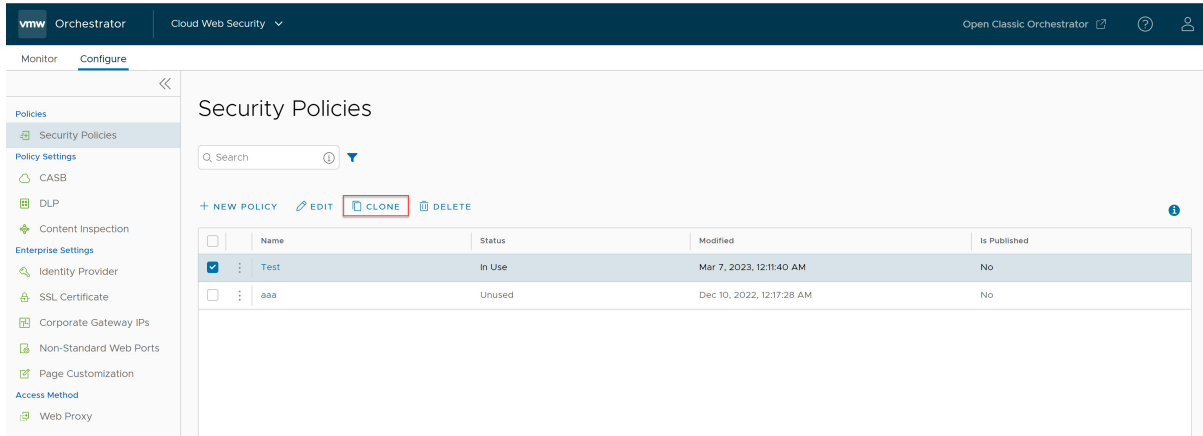 vmw Orchestrator Cloud Web Security Open Classic Orchestrator
Monitor Configure
Security Policies
Policies
Security Policies
Policy Settings
CASB
DLP
Content Inspection
Enterprise Settings
Identity Provider
SSL Certificate
Corporate Gateway IPs
Non-Standard Web Ports
Page Customization
Access Method
Web Proxy
Search
+ NEW POLICY EDIT CLONE DELETE
Name Status Modified Is Published
Test In Use Mar 7, 2023, 12:11:40 AM No
aaa Unused Dec 10, 2022, 12:17:28 AM No